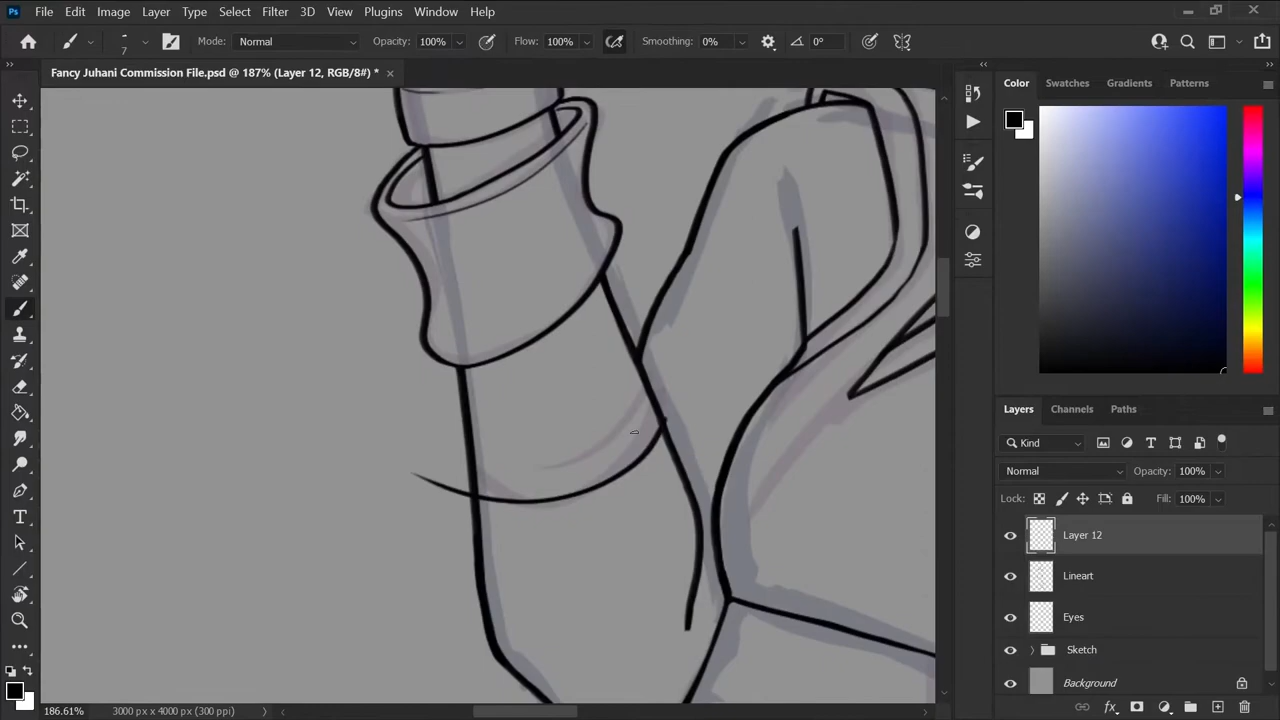 Ps File Edit Image Layer Type Select Filter 3D View Plugins Window Help
7 Mode: Normal Opacity: 100% Flow: 100% Smoothing: 0% 0°
Fancy Juhani Commission File.psd @ 187% (Layer 12, RGB/8#) *
Color Swatches Gradients Patterns
Layers Channels Paths
Kind
Normal Opacity: 100%
Lock: Fill: 100%
Layer 12
Lineart
Eyes
Sketch
Background
186.61% 3000 px x 4000 px (300 ppi)